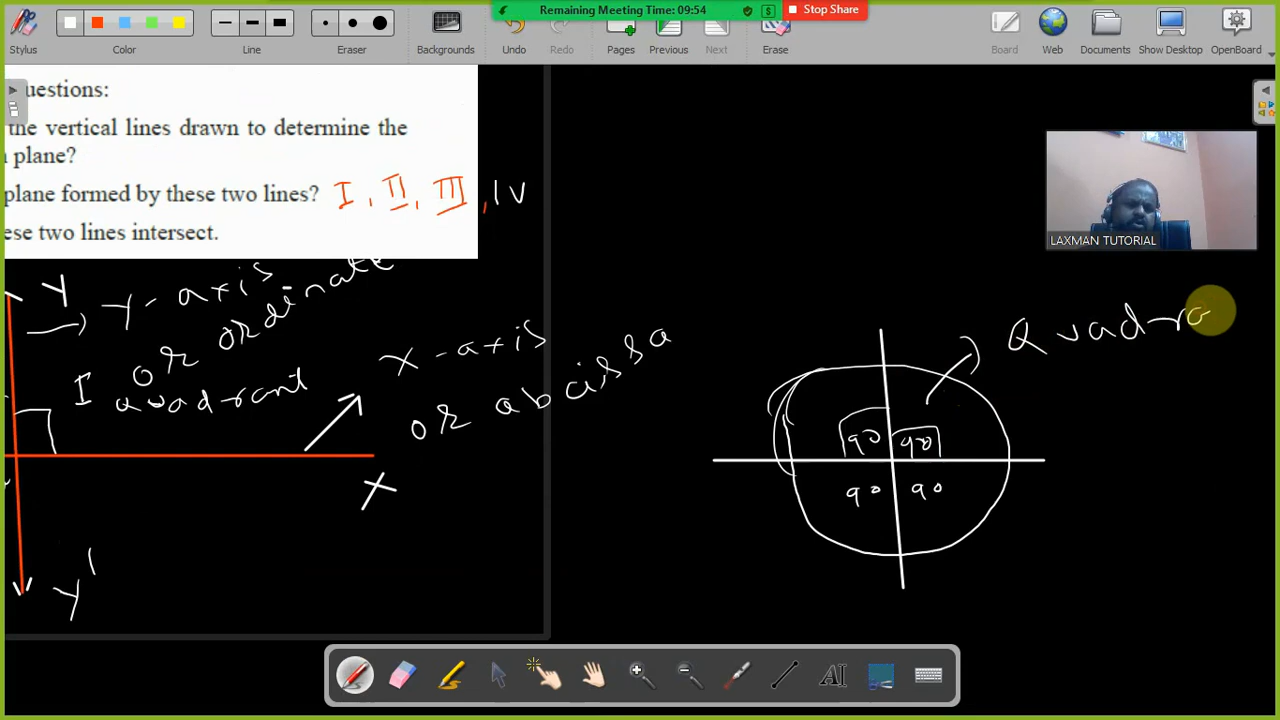 Remaining Meeting Time: 09:54
Stop Share
Stylus
Color
Line
Eraser
Backgrounds
Undo
Redo
Pages
Previous
Next
Erase
Board
Web
Documents
Show Desktop
OpenBoard
uestions:
the vertical lines drawn to determine the
plane?
plane formed by these two lines? I, II, III, IV
ese two lines intersect.
LAXMAN TUTORIAL
Y
y-axis
or ordinate
I quadrant
x-axis
or abcissa
X
y'
Quadra
90 90
90 90
AI